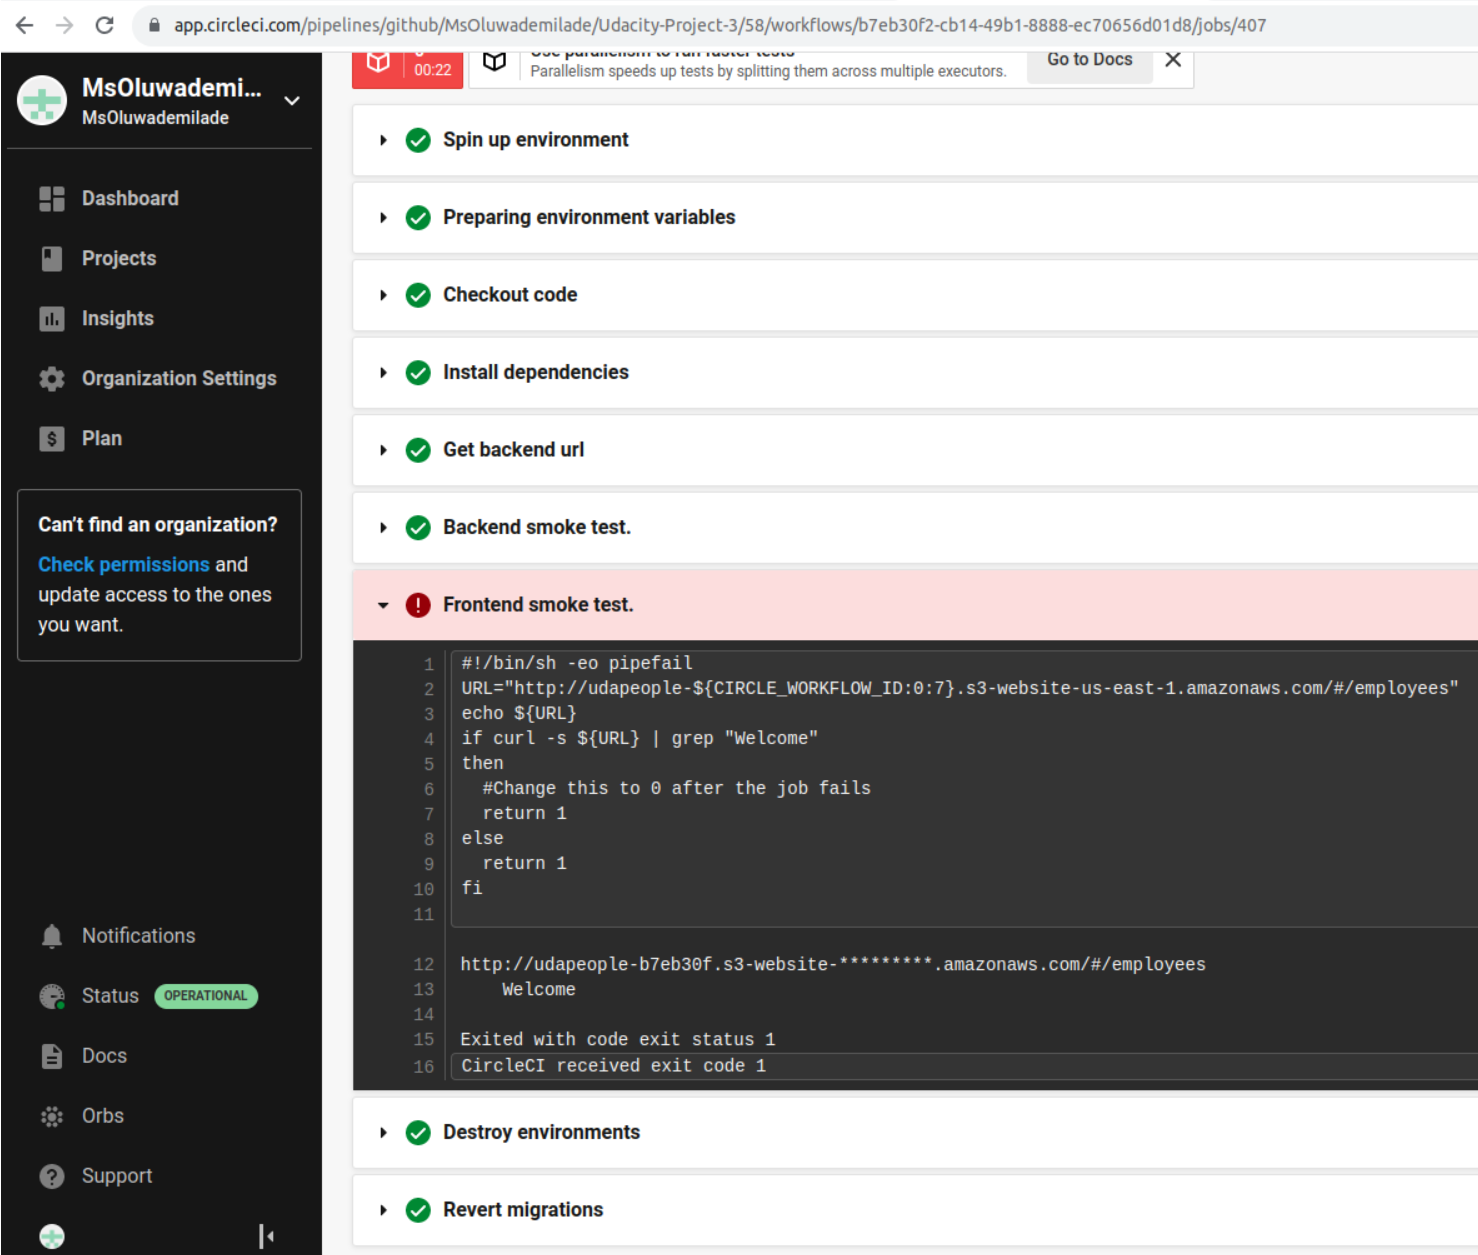 app.circleci.com/pipelines/github/MsOluwademilade/Udacity-Project-3/58/workflows/b7eb30f2-cb14-49b1-8888-ec70656d01d8/jobs/407
MsOluwademi...
MsOluwademilade
Dashboard
Projects
Insights
Organization Settings
Plan
Can't find an organization?
Check permissions and
update access to the ones
you want.
Notifications
Status OPERATIONAL
Docs
Orbs
Support
00:22
Use parallelism to run faster tests
Parallelism speeds up tests by splitting them across multiple executors.
Go to Docs
Spin up environment
Preparing environment variables
Checkout code
Install dependencies
Get backend url
Backend smoke test.
Frontend smoke test.
1 #!/bin/sh -eo pipefail
2 URL="http://udapeople-${CIRCLE_WORKFLOW_ID:0:7}.s3-website-us-east-1.amazonaws.com/#/employees"
3 echo ${URL}
4 if curl -s ${URL} | grep "Welcome"
5 then
6   #Change this to 0 after the job fails
7   return 1
8 else
9   return 1
10 fi
11
12 http://udapeople-b7eb30f.s3-website-*********.amazonaws.com/#/employees
13     Welcome
14
15 Exited with code exit status 1
16 CircleCI received exit code 1
Destroy environments
Revert migrations